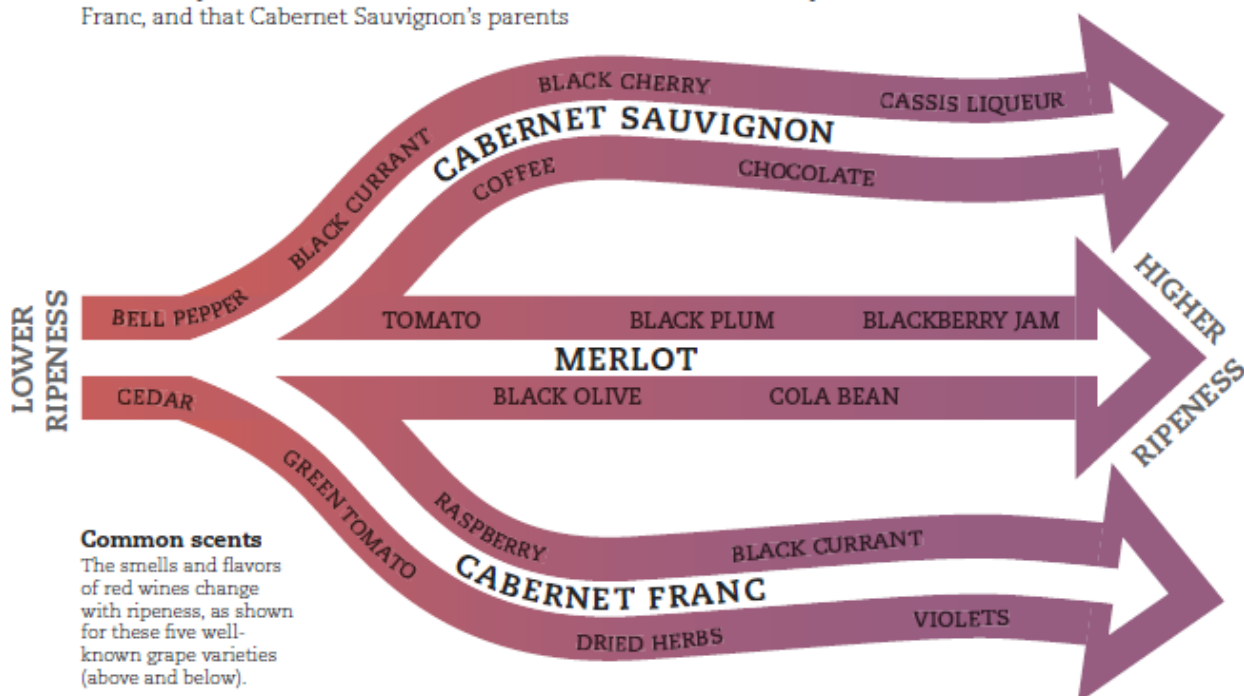 Franc, and that Cabernet Sauvignon's parents
BLACK CHERRY
CASSIS LIQUEUR
CABERNET SAUVIGNON
BLACK CURRANT
COFFEE
CHOCOLATE
BELL PEPPER
LOWER
RIPENESS
HIGHER
RIPENESS
TOMATO
BLACK PLUM
BLACKBERRY JAM
MERLOT
BLACK OLIVE
COLA BEAN
CEDAR
GREEN TOMATO
RASPBERRY
BLACK CURRANT
CABERNET FRANC
DRIED HERBS
VIOLETS
Common scents
The smells and flavors
of red wines change
with ripeness, as shown
for these five well-
known grape varieties
(above and below).